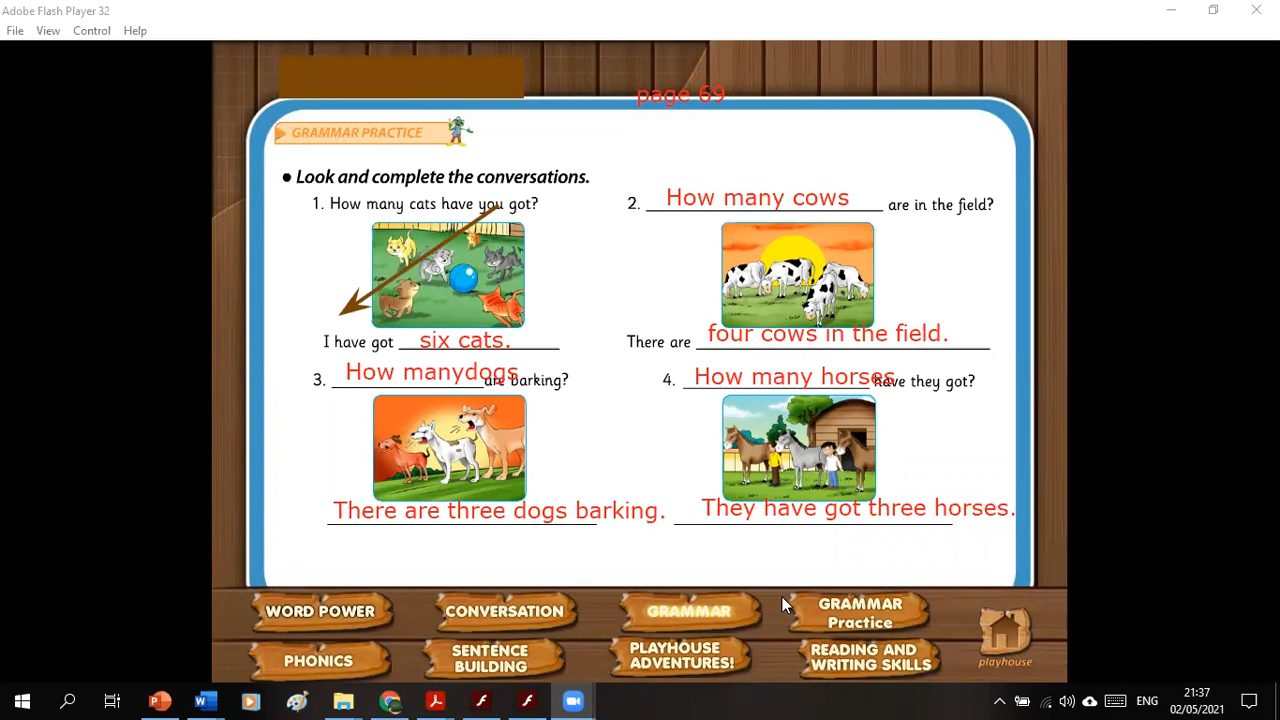 Adobe Flash Player 32
File View Control Help
page 69
GRAMMAR PRACTICE
• Look and complete the conversations.
1. How many cats have you got?
I have got six cats.
2. How many cows are in the field?
There are four cows in the field.
3. How manydogs are barking?
There are three dogs barking.
4. How many horses have they got?
They have got three horses.
WORD POWER CONVERSATION GRAMMAR GRAMMAR Practice
PHONICS SENTENCE BUILDING PLAYHOUSE ADVENTURES! READING AND WRITING SKILLS
playhouse
ENG
21:37
02/05/2021